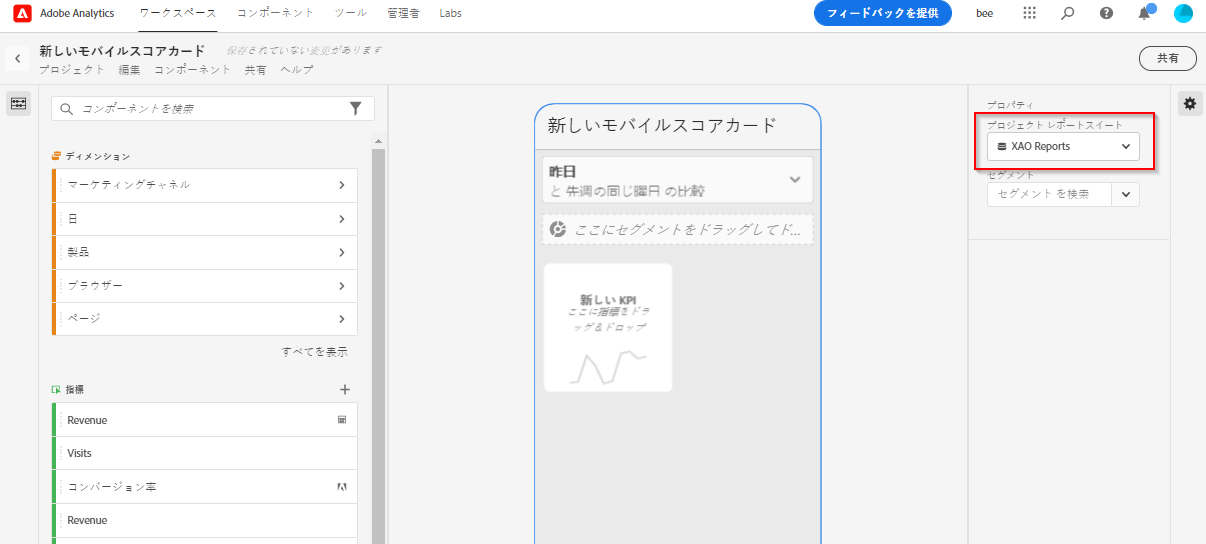 Adobe Analytics ワークスペース コンポーネント ツール 管理者 Labs フィードバックを提供 bee
新しいモバイルスコアカード 保存されていない変更があります
プロジェクト 編集 コンポーネント 共有 ヘルプ
共有
コンポーネントを検索
ディメンション
マーケティングチャネル
日
製品
ブラウザー
ページ
すべてを表示
指標
Revenue
Visits
コンバージョン率
Revenue
新しいモバイルスコアカード
昨日
と 先週の同じ曜日 の比較
ここにセグメントをドラッグしてド...
新しい KPI
ここに指標をドラ
ッグ＆ドロップ
プロパティ
プロジェクト レポートスイート
XAO Reports
セグメント
セグメント を検索